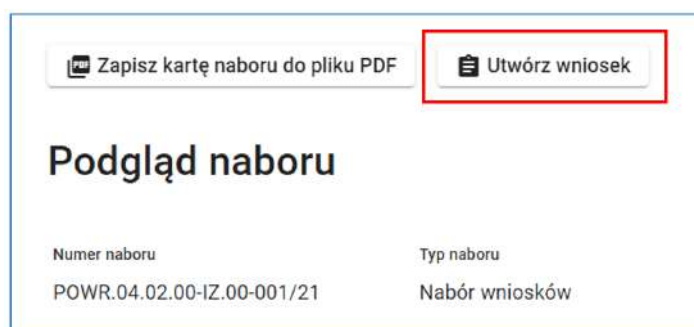 PDF Zapisz kartę naboru do pliku PDF Utwórz wniosek
Podgląd naboru
Numer naboru Typ naboru
POWR.04.02.00-IZ.00-001/21 Nabór wniosków